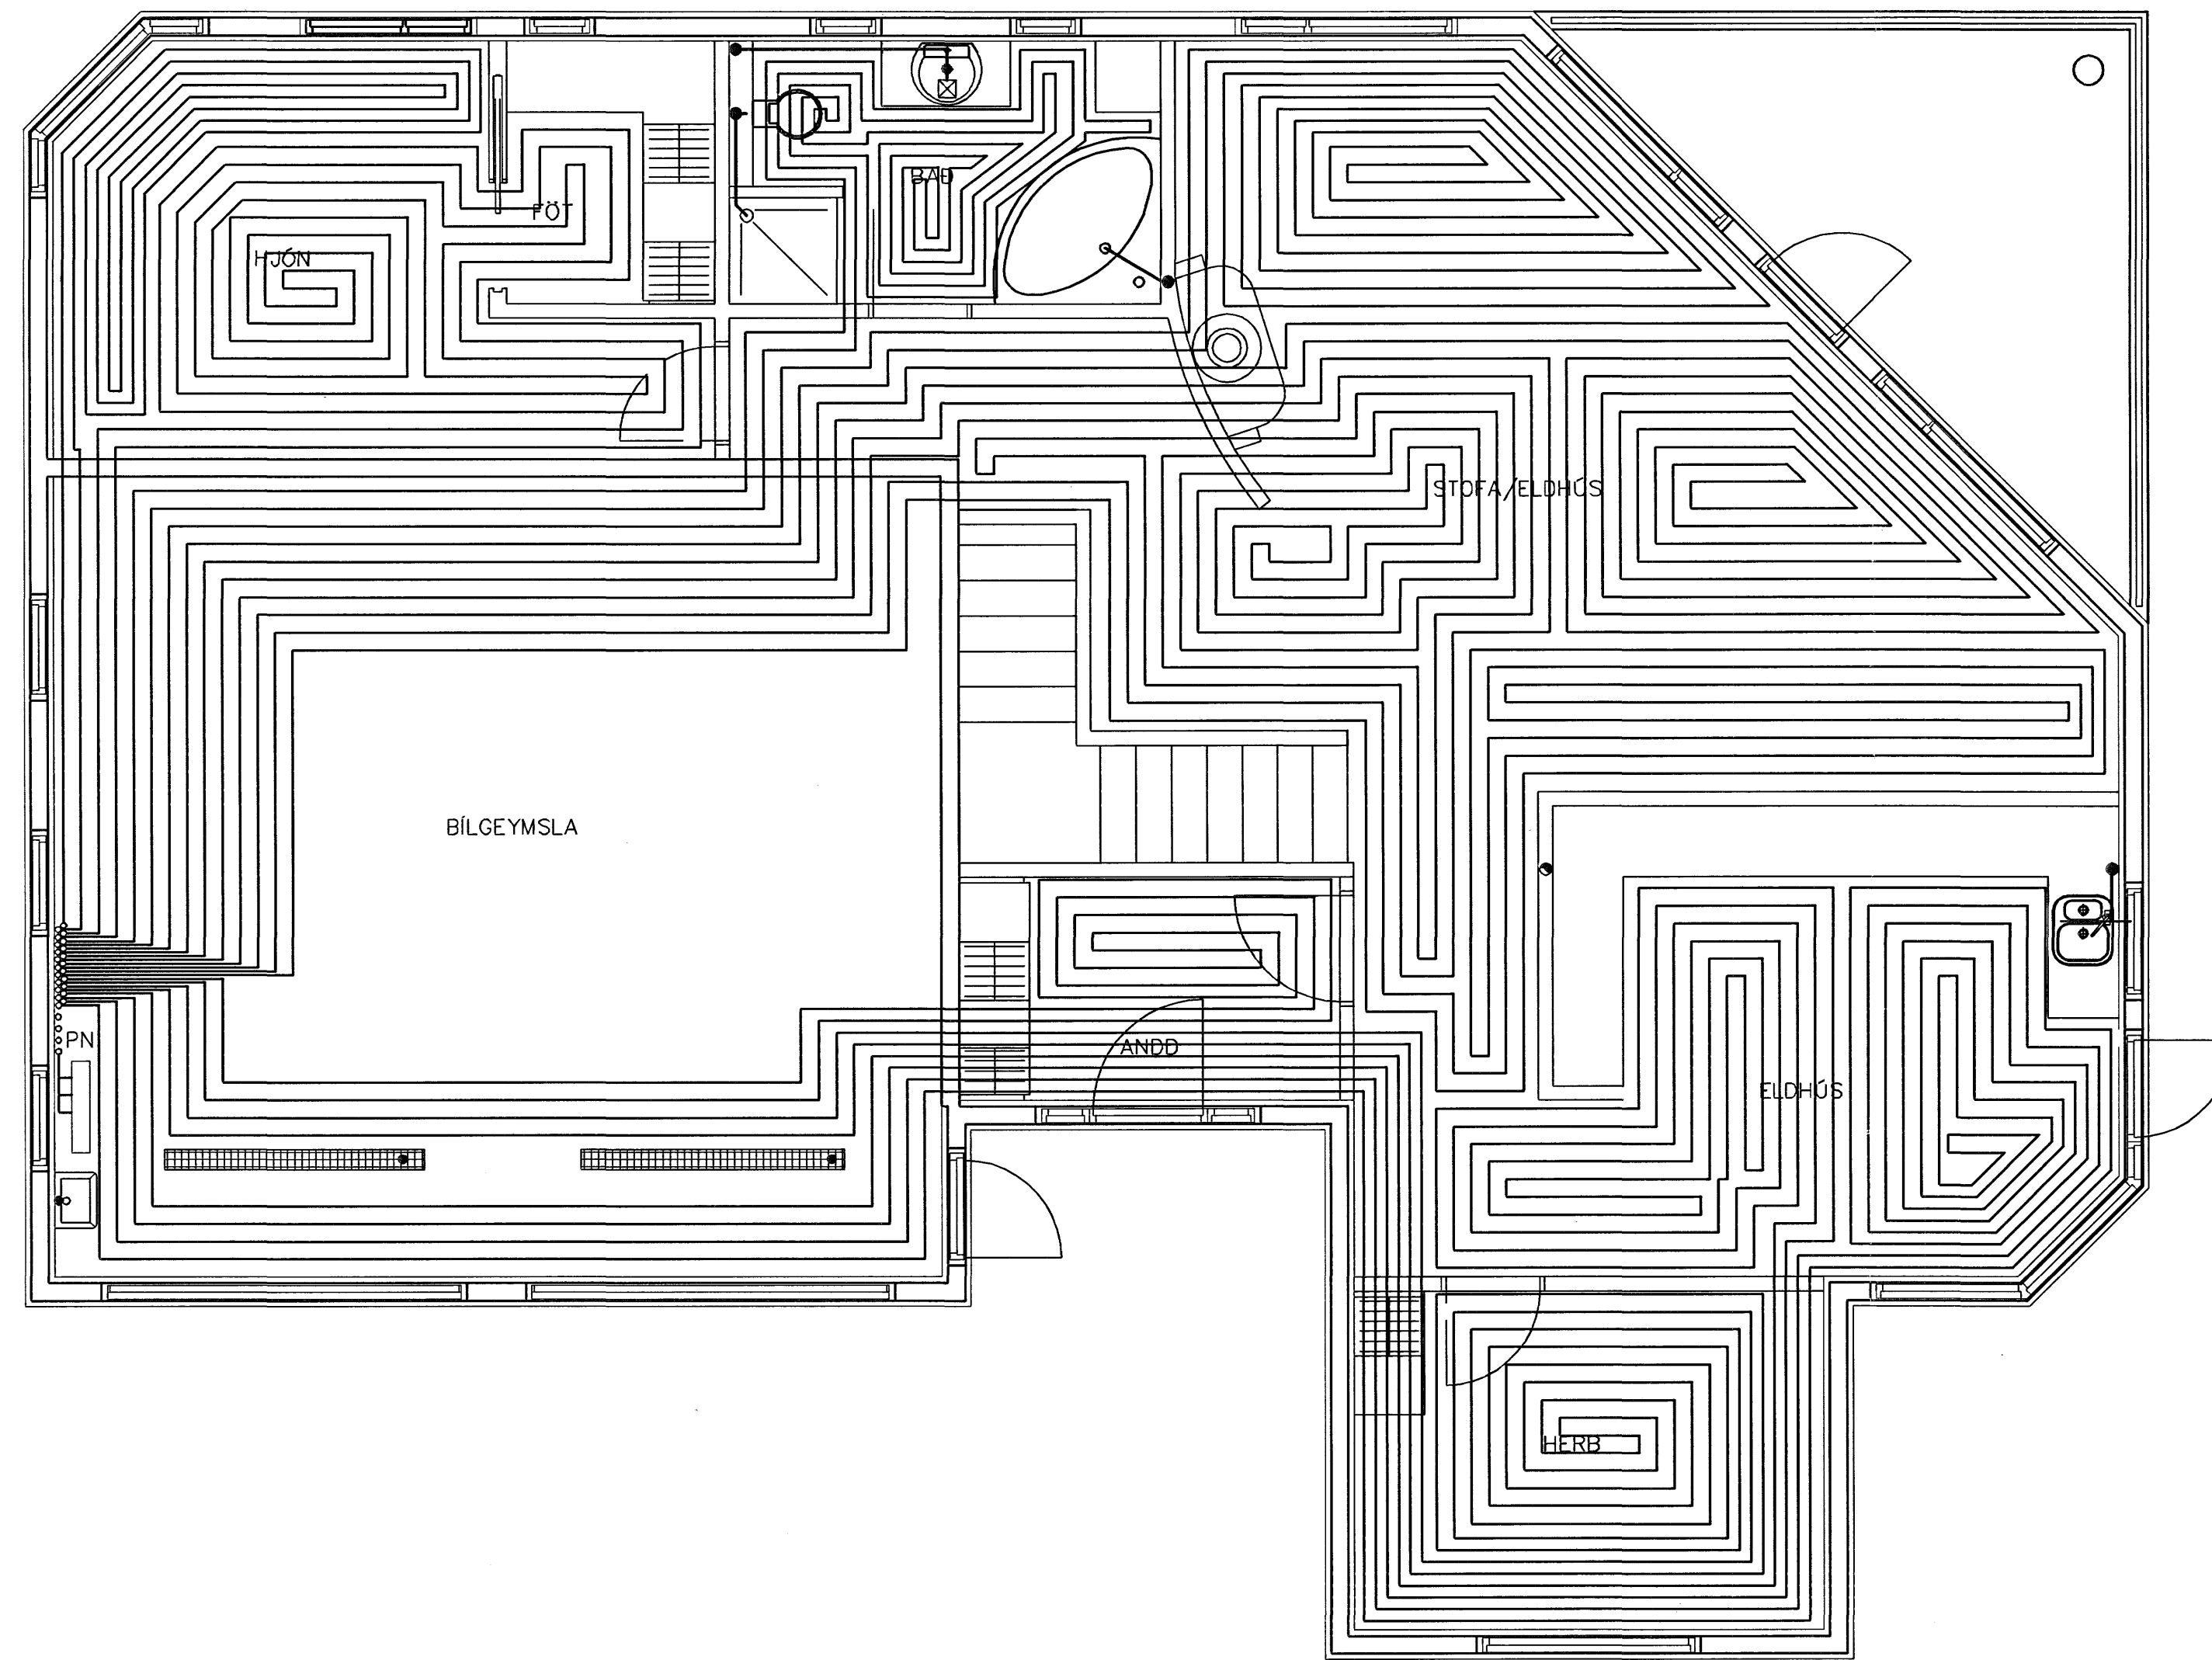 BAÐ
FÖT
HJÓN
STOFA/ELDHÚS
BÍLGEYMSLA
PN
ANDD
ELDHÚS
HERB